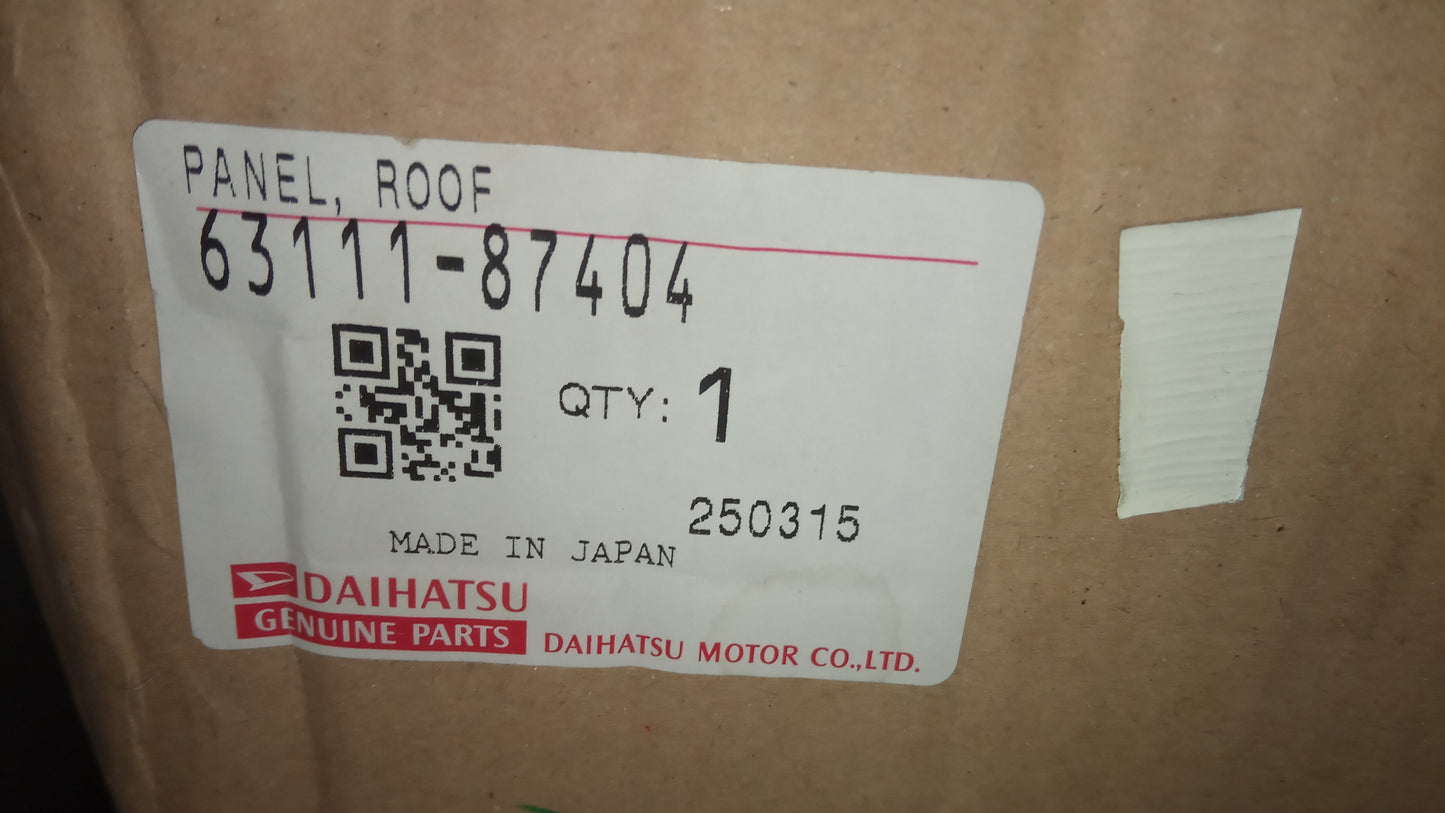 PANEL, ROOF
63111-87404
QTY: 1
250315
MADE IN JAPAN
DAIHATSU
GENUINE PARTS
DAIHATSU MOTOR CO.,LTD.